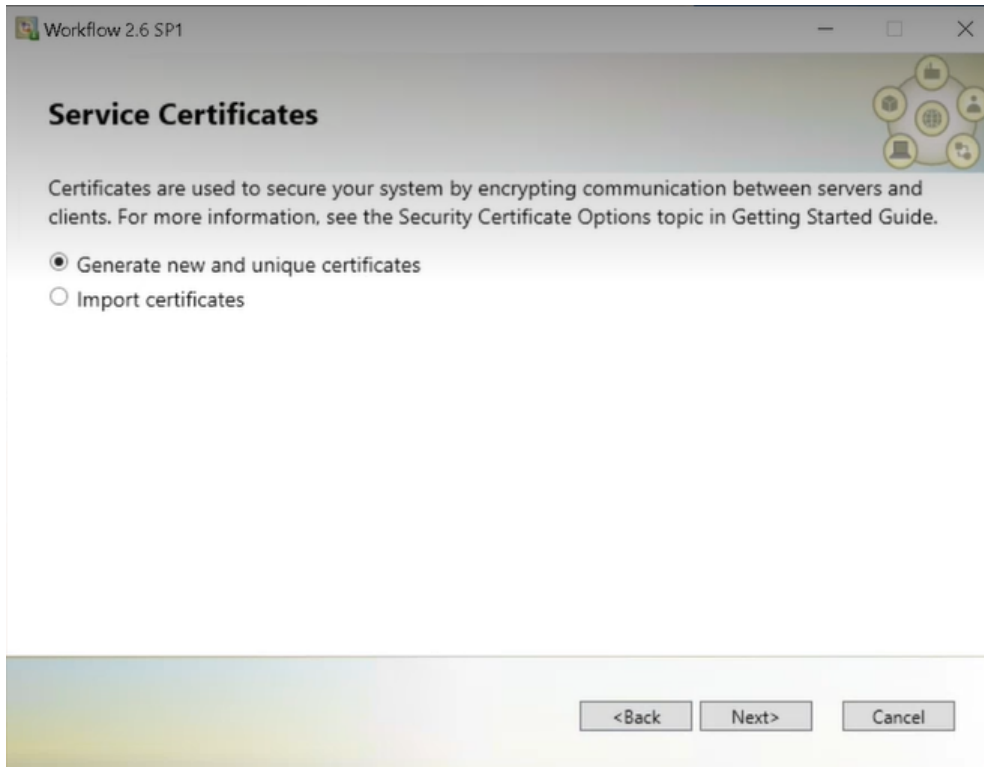 Workflow 2.6 SP1
Service Certificates
Certificates are used to secure your system by encrypting communication between servers and
clients. For more information, see the Security Certificate Options topic in Getting Started Guide.
Generate new and unique certificates
Import certificates
<Back Next> Cancel